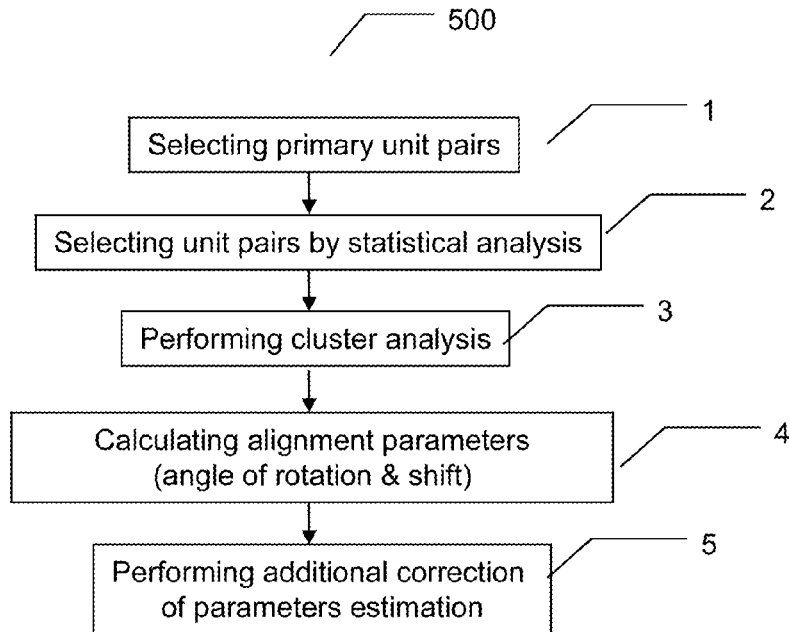 500
1
Selecting primary unit pairs
2
Selecting unit pairs by statistical analysis
3
Performing cluster analysis
4
Calculating alignment parameters
(angle of rotation & shift)
5
Performing additional correction
of parameters estimation